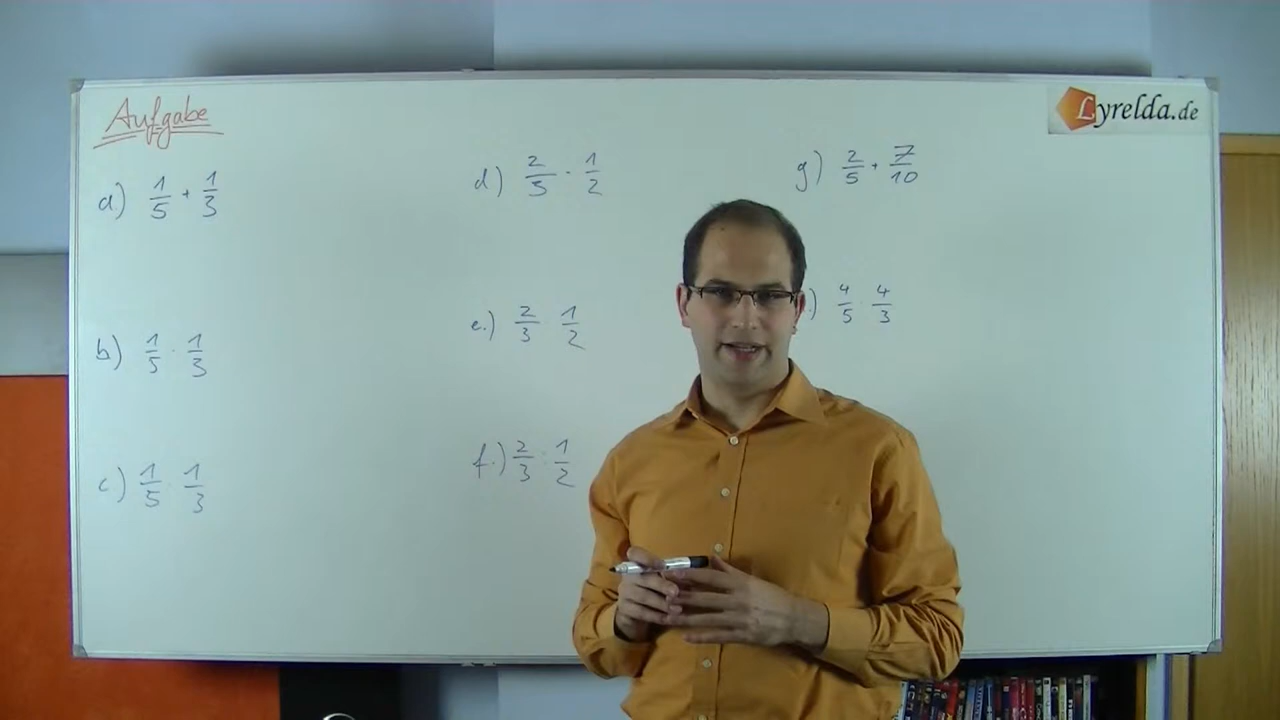 Aufgabe
a) 1/5 + 1/3
b) 1/5 · 1/3
c) 1/5 : 1/3
d) 2/3 - 1/2
e.) 2/3 · 1/2
f.) 2/3 : 1/2
g) 2/5 + 7/10
.) 4/5 · 4/3
Lyrelda.de